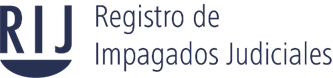 RIJ
Registro de
Impagados Judiciales